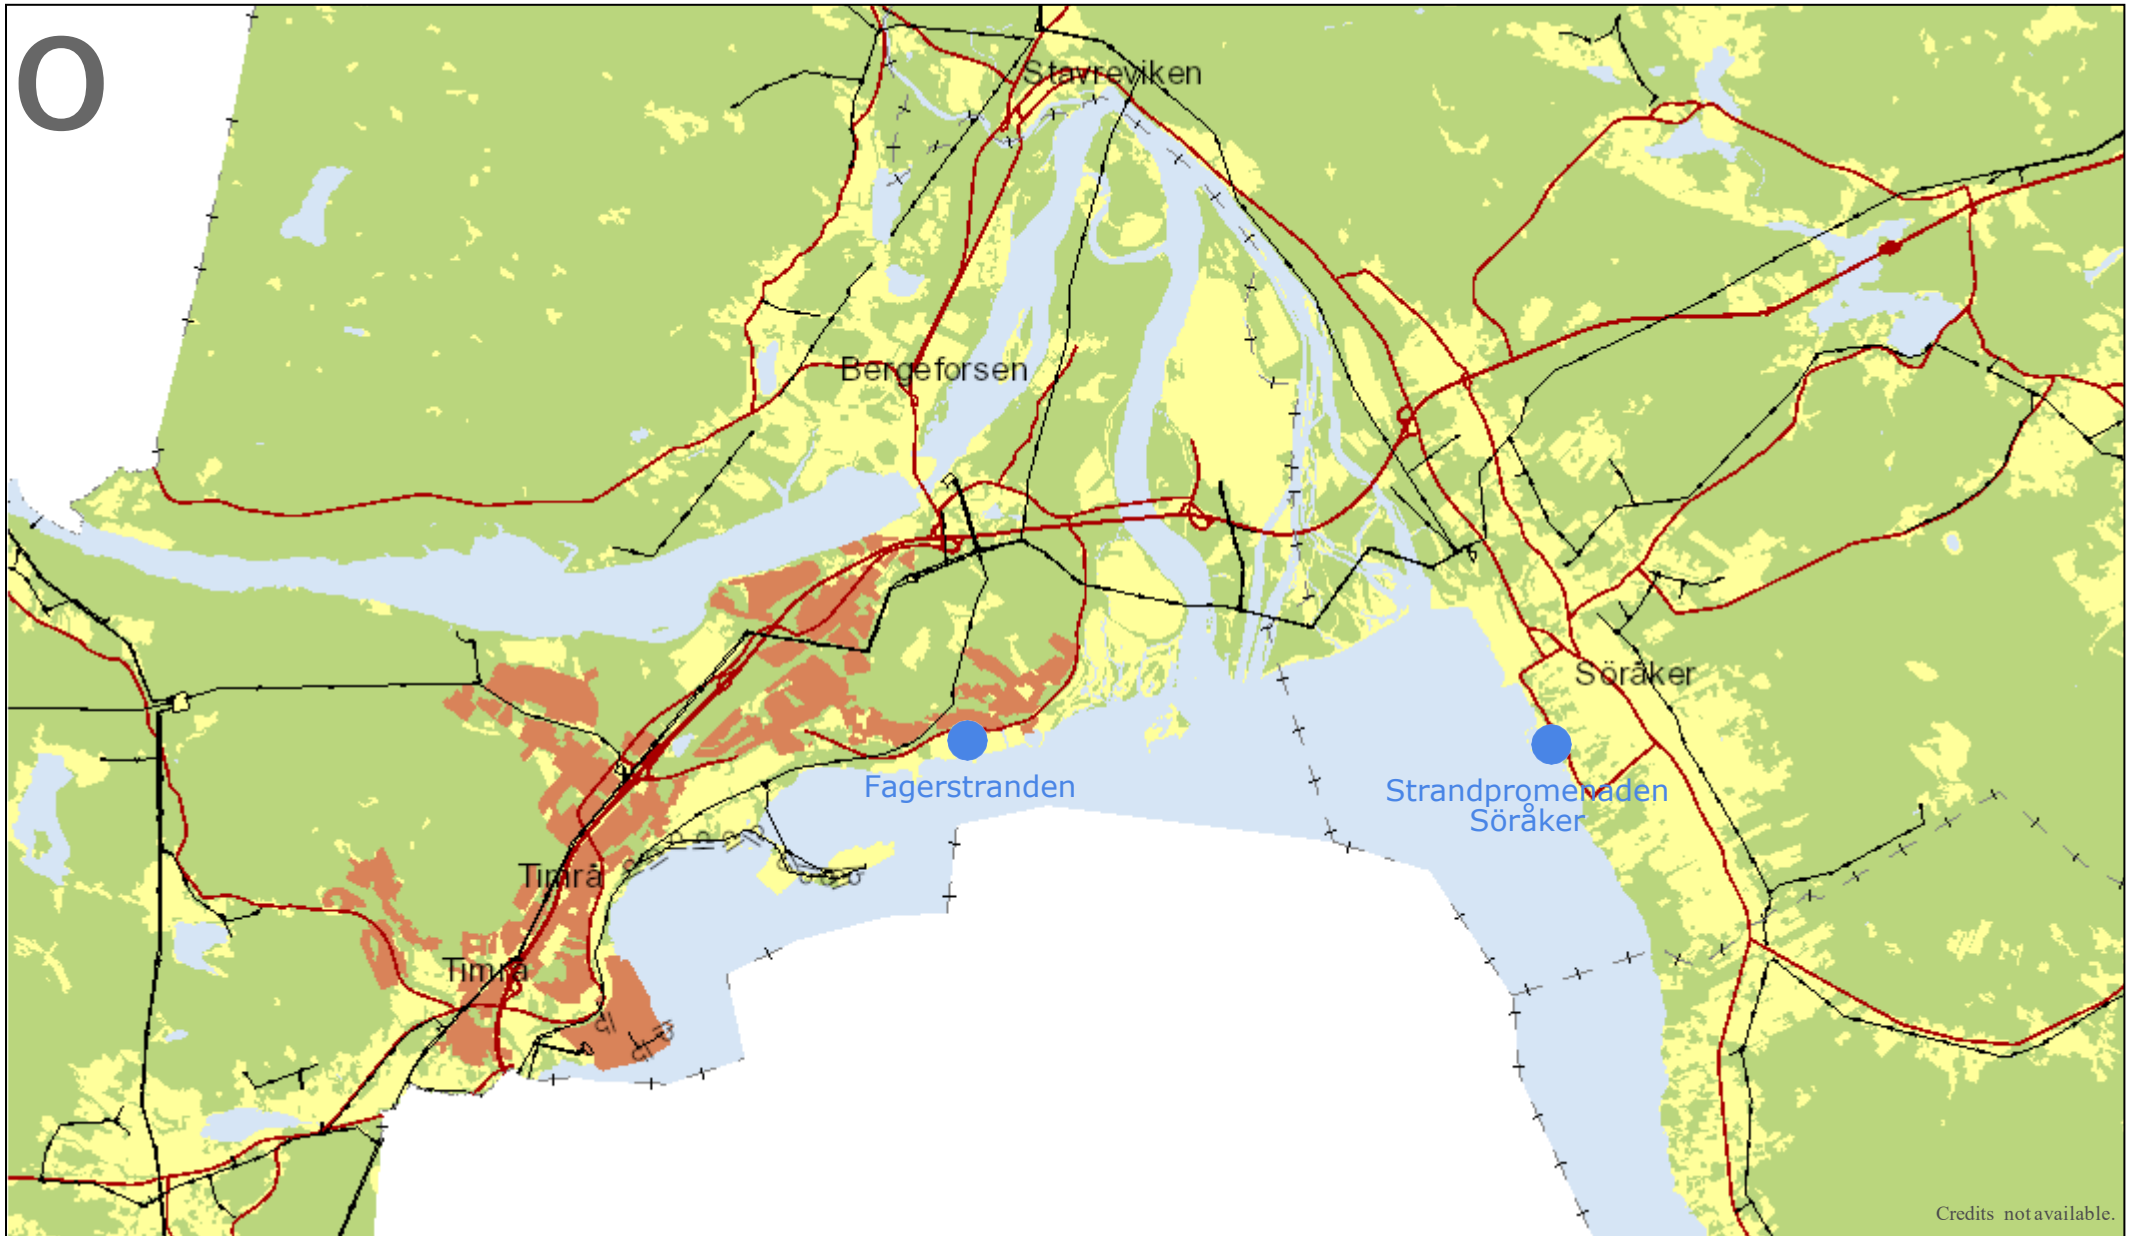 O
Stavreviken
Bergeforsen
Söråker
Fagerstranden
Strandpromenaden
Söråker
Timrå
Timrå
Credits not available.